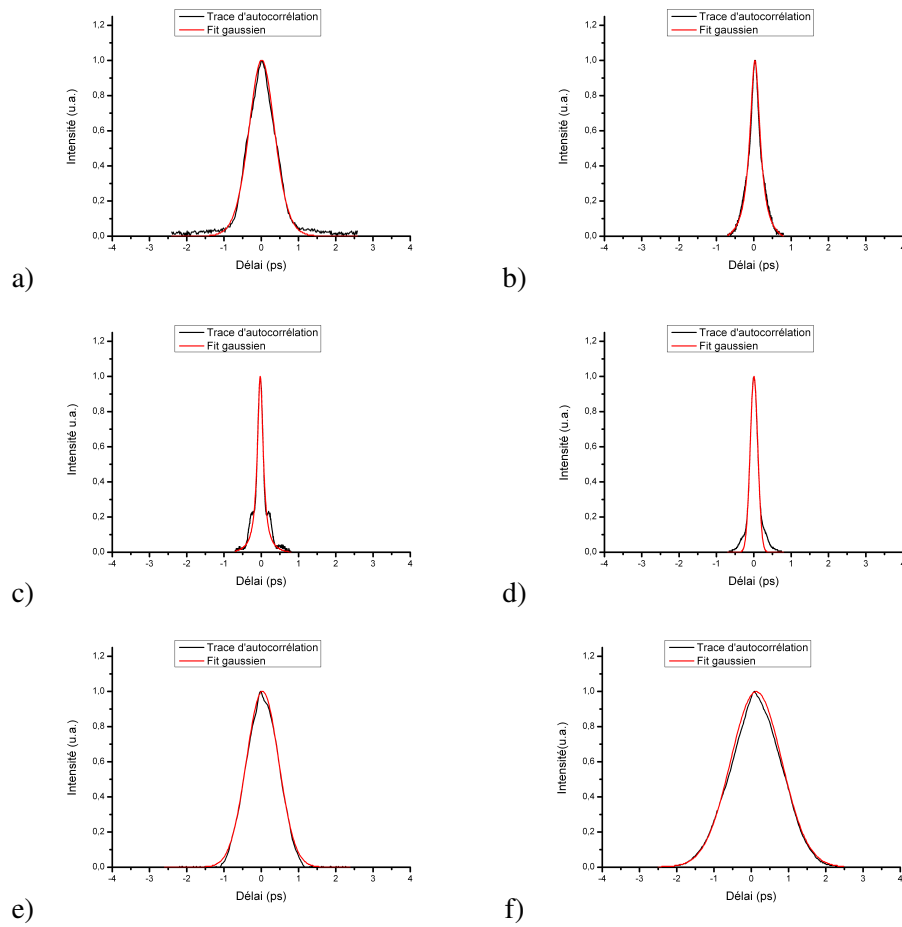 Trace d'autocorrélation
Fit gaussien
1,2
1,0
0,8
0,6
0,4
0,2
0,0
Intensité (u.a.)
-4 -3 -2 -1 0 1 2 3 4
Délai (ps)
a)
Trace d'autocorrélation
Fit gaussien
1,2
1,0
0,8
0,6
0,4
0,2
0,0
Intensité (u.a.)
-4 -3 -2 -1 0 1 2 3 4
Délai (ps)
b)
Trace d'autocorrélation
Fit gaussien
1,2
1,0
0,8
0,6
0,4
0,2
0,0
Intensité u.a.)
-4 -3 -2 -1 0 1 2 3 4
Délai (ps)
c)
Trace d'autocorrélation
Fit gaussien
1,2
1,0
0,8
0,6
0,4
0,2
0,0
Intensité (u.a.)
-4 -3 -2 -1 0 1 2 3 4
Délai (ps)
d)
Trace d'autocorrélation
Fit gaussien
1,2
1,0
0,8
0,6
0,4
0,2
0,0
Intensité (u.a.)
-4 -3 -2 -1 0 1 2 3 4
Délai (ps)
e)
Trace d'autocorrélation
Fit gaussien
1,2
1,0
0,8
0,6
0,4
0,2
0,0
Intensité(u.a.)
-4 -3 -2 -1 0 1 2 3 4
Délai (ps)
f)